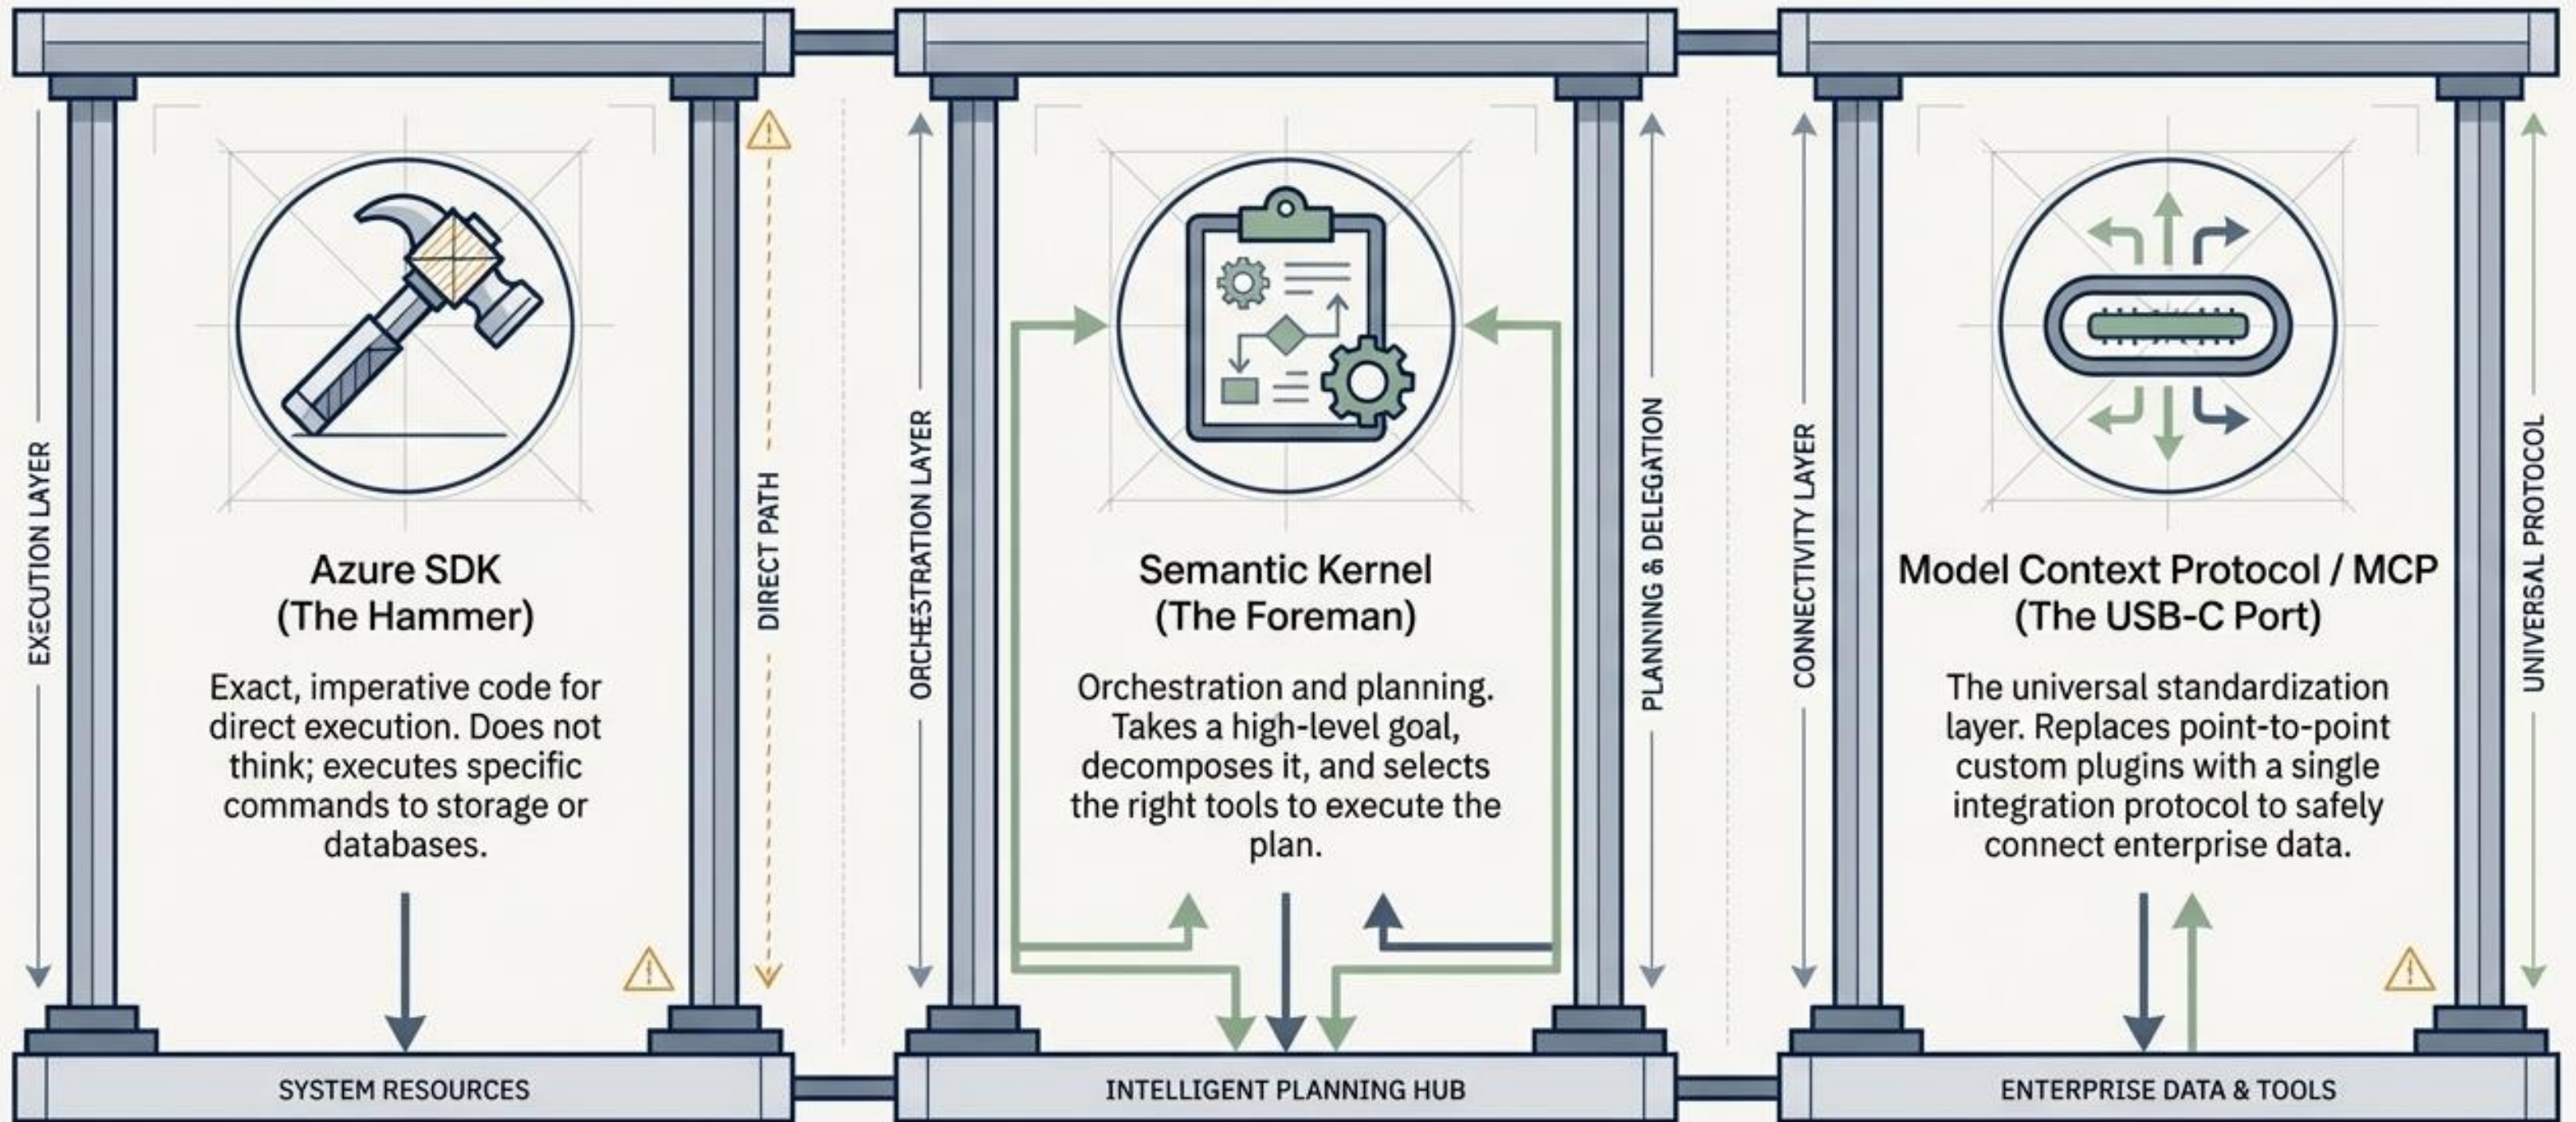 EXECUTION LAYER
Azure SDK
(The Hammer)
Exact, imperative code for
direct execution. Does not
think; executes specific
commands to storage or
databases.
DIRECT PATH
SYSTEM RESOURCES
ORCHESTRATION LAYER
Semantic Kernel
(The Foreman)
Orchestration and planning.
Takes a high-level goal,
decomposes it, and selects
the right tools to execute the
plan.
PLANNING & DELEGATION
INTELLIGENT PLANNING HUB
CONNECTIVITY LAYER
Model Context Protocol / MCP
(The USB-C Port)
The universal standardization
layer. Replaces point-to-point
custom plugins with a single
integration protocol to safely
connect enterprise data.
UNIVERSAL PROTOCOL
ENTERPRISE DATA & TOOLS